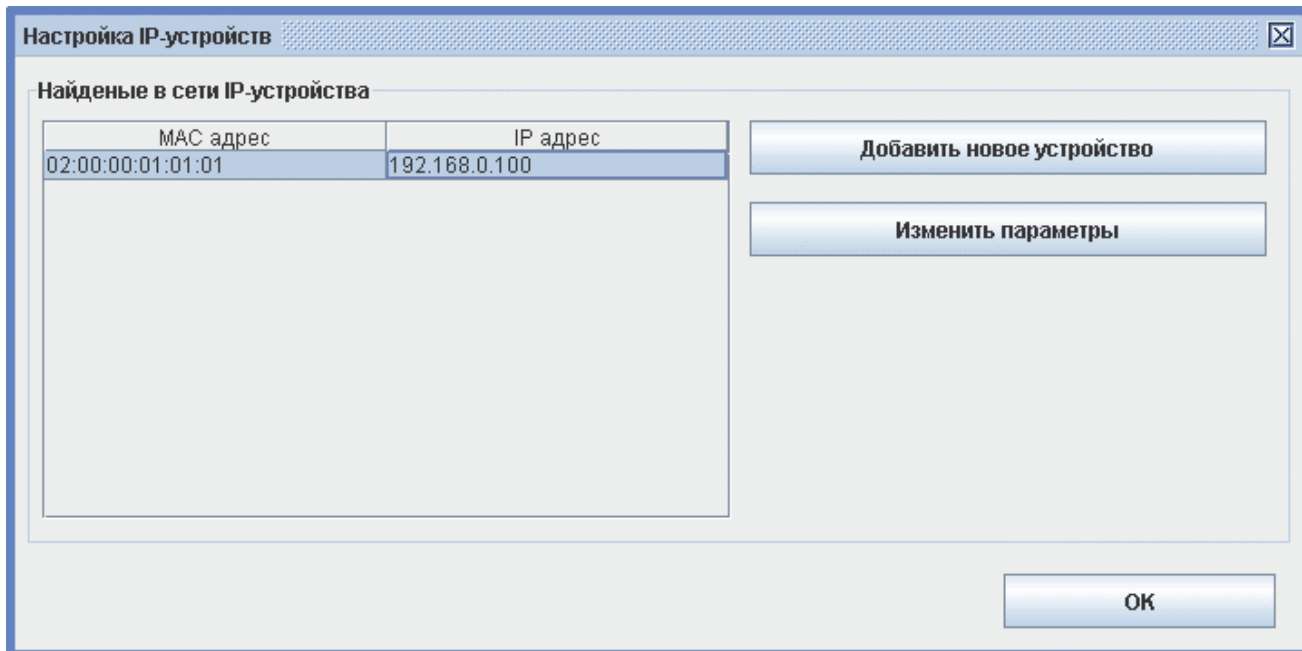 Настройка IP-устройств
Найденые в сети IP-устройства
MAC адрес IP адрес
02:00:00:01:01:01 192.168.0.100
Добавить новое устройство
Изменить параметры
OK